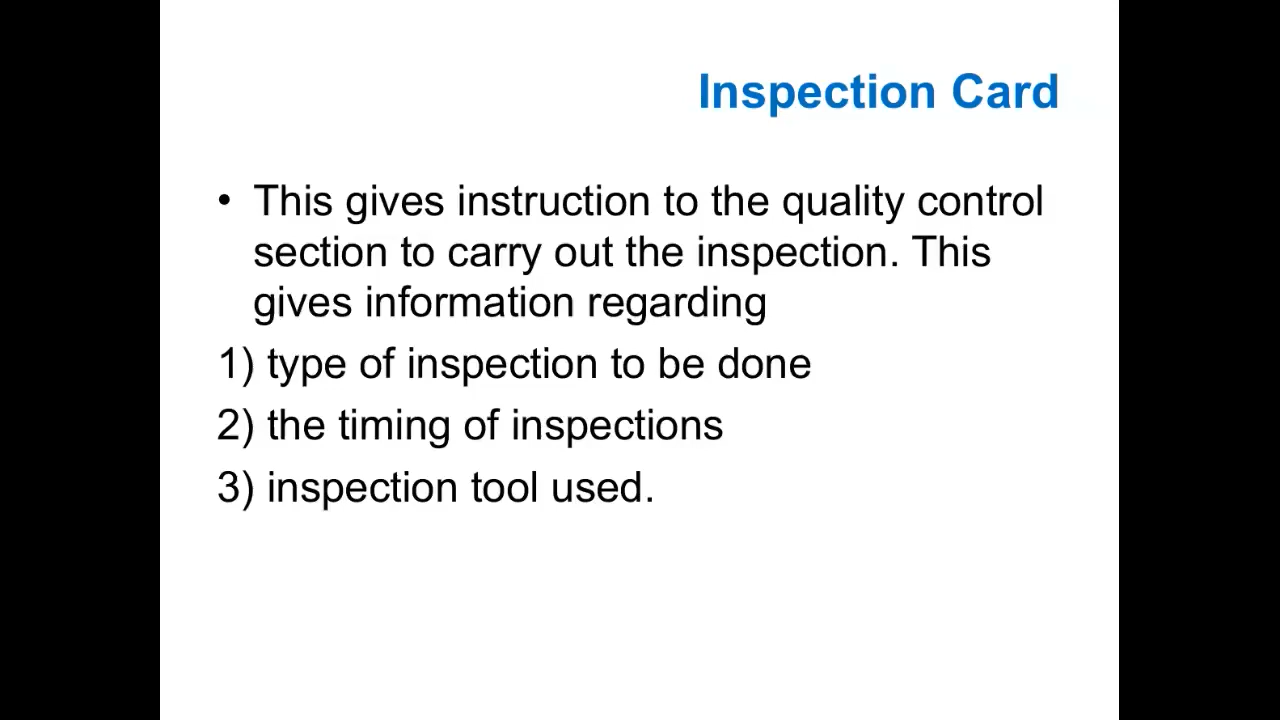 Inspection Card
• This gives instruction to the quality control
section to carry out the inspection. This
gives information regarding
1) type of inspection to be done
2) the timing of inspections
3) inspection tool used.